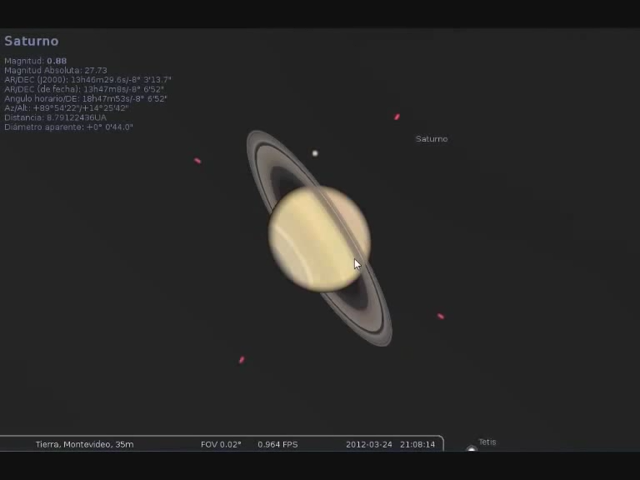 Saturno
Magnitud: 0.88
Magnitud Absoluta: 27.73
AR/DEC (J2000): 13h46m29.6s/-8° 3'13.7"
AR/DEC (de fecha): 13h47m8s/-8° 6'52"
Angulo horario/DE: 18h47m53s/-8° 6'52"
Az/Alt: +89°54'22"/+14°25'42"
Distancia: 8.79122436UA
Diámetro aparente: +0° 0'44.0"
Saturno
Tetis
Tierra, Montevideo, 35m FOV 0.02° 0.964 FPS 2012-03-24 21:08:14